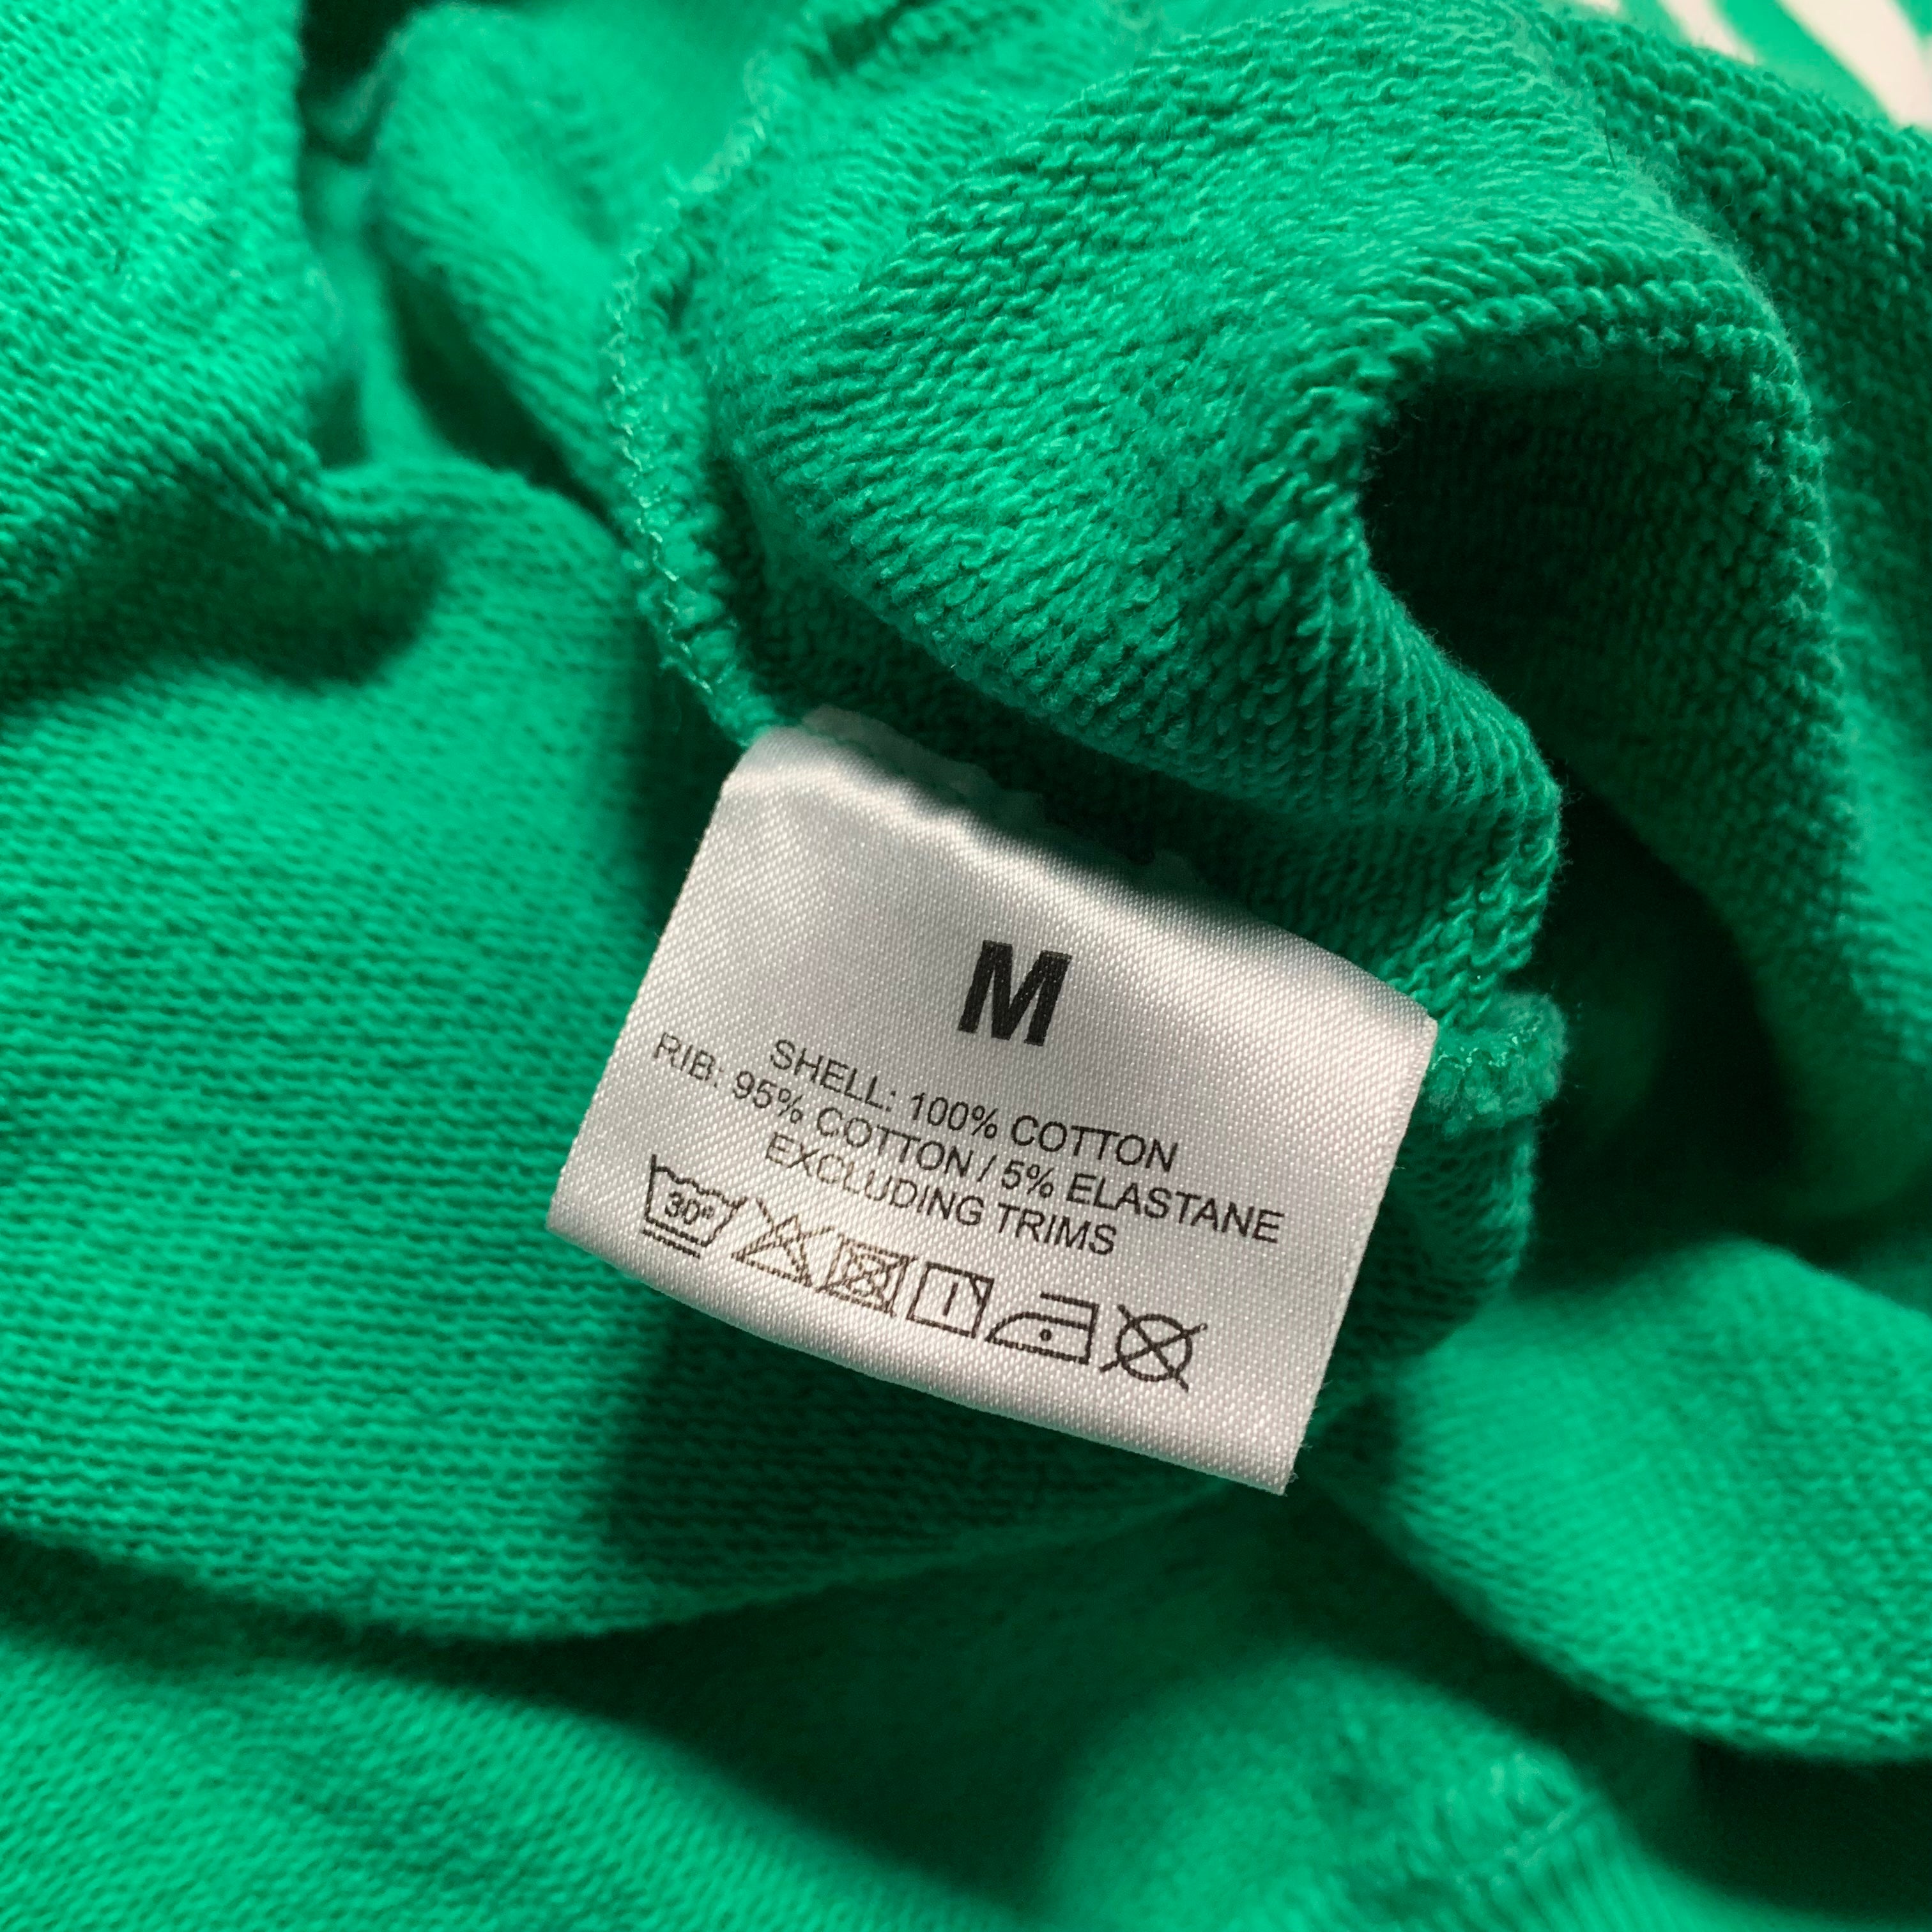 M
SHELL: 100% COTTON
RIB: 95% COTTON / 5% ELASTANE
EXCLUDING TRIMS
30°